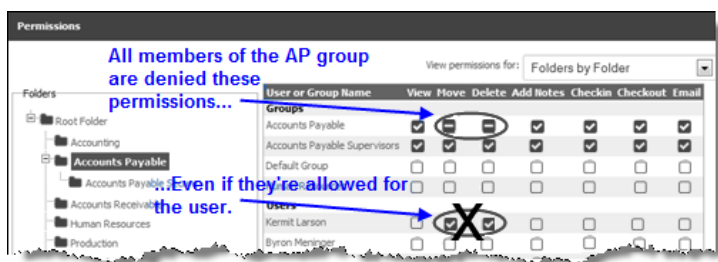 Permissions
All members of the AP group
are denied these
permissions...
View permissions for: Folders by Folder
Folders
User or Group Name View Move Delete Add Notes Checkin Checkout Email
Groups
Root Folder
Accounts Payable
Accounting
Accounts Payable Supervisors
Accounts Payable
Default Group
Accounts Payable
...Even if they're allowed for
the user.
Accounts Receivable
Users
Human Resources
Kermit Larson
X
Production
Byron Meninger